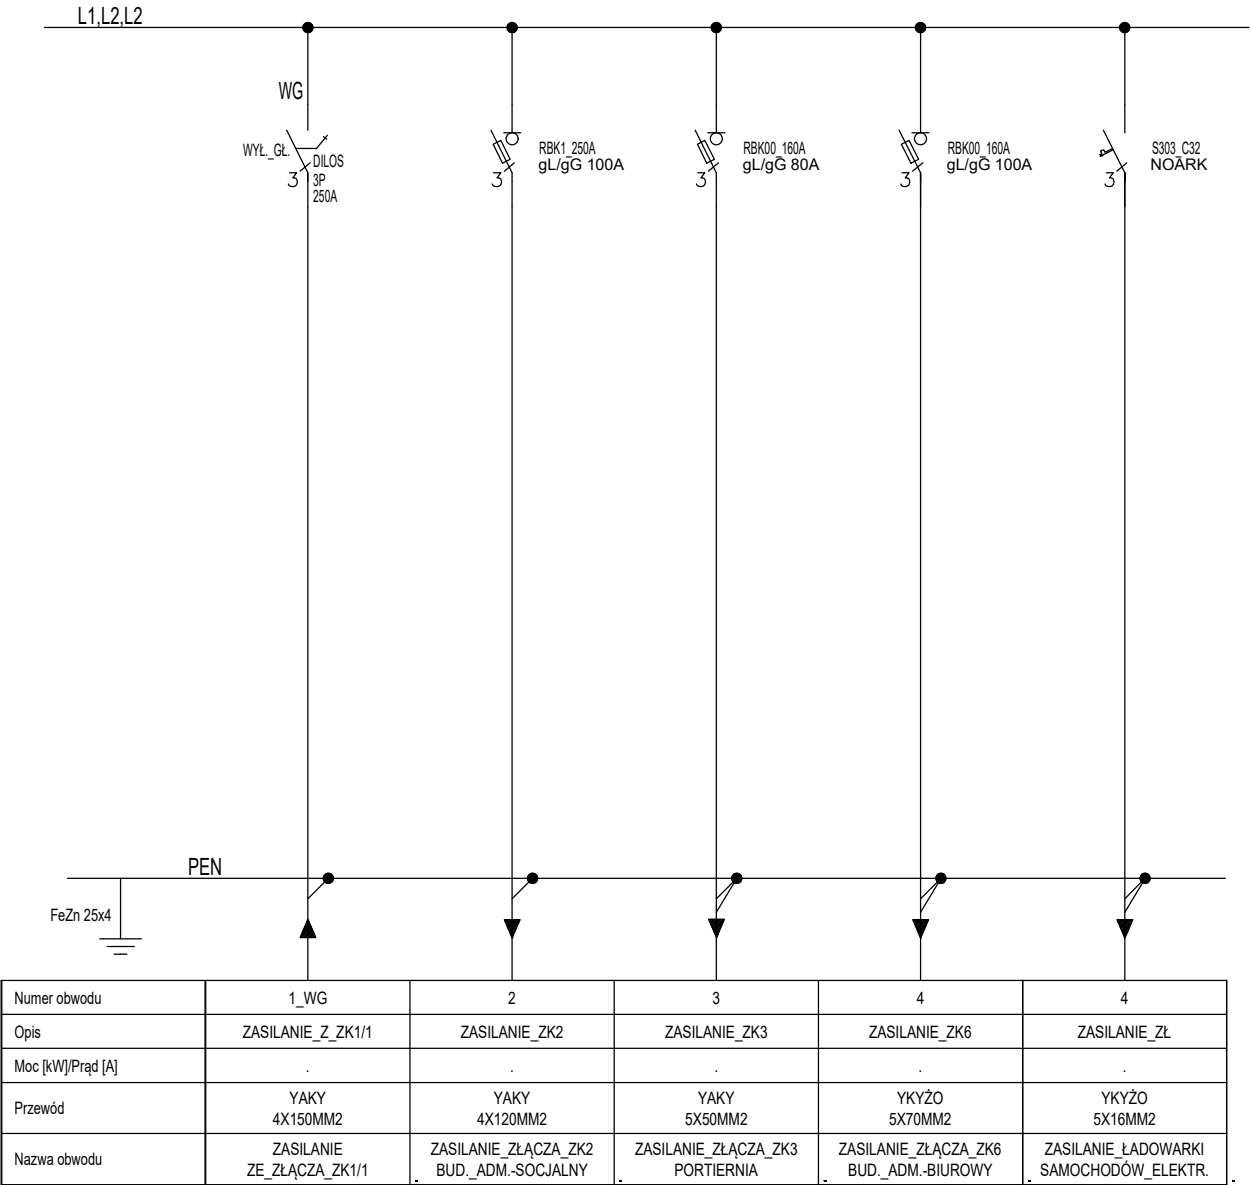 L1,L2,L2
WG
WYŁ._GŁ.
DILOS
3P
250A
3
RBK1_250A
gL/gG 100A
3
RBK00_160A
gL/gG 80A
3
RBK00_160A
gL/gG 100A
3
S303_C32
NOARK
3
PEN
FeZn 25x4
Numer obwodu 1_WG 2 3 4 4
Opis ZASILANIE_Z_ZK1/1 ZASILANIE_ZK2 ZASILANIE_ZK3 ZASILANIE_ZK6 ZASILANIE_ZŁ
Moc [kW]/Prąd [A] . . . . .
Przewód
YAKY YAKY YAKY YKYŻO YKYŻO
4X150MM2 4X120MM2 5X50MM2 5X70MM2 5X16MM2
Nazwa obwodu
ZASILANIE ZASILANIE_ZŁĄCZA_ZK2 ZASILANIE_ZŁĄCZA_ZK3 ZASILANIE_ZŁĄCZA_ZK6 ZASILANIE_ŁADOWARKI
ZE_ZŁĄCZA_ZK1/1 BUD._ADM.-SOCJALNY PORTIERNIA BUD._ADM.-BIUROWY SAMOCHODÓW_ELEKTR.